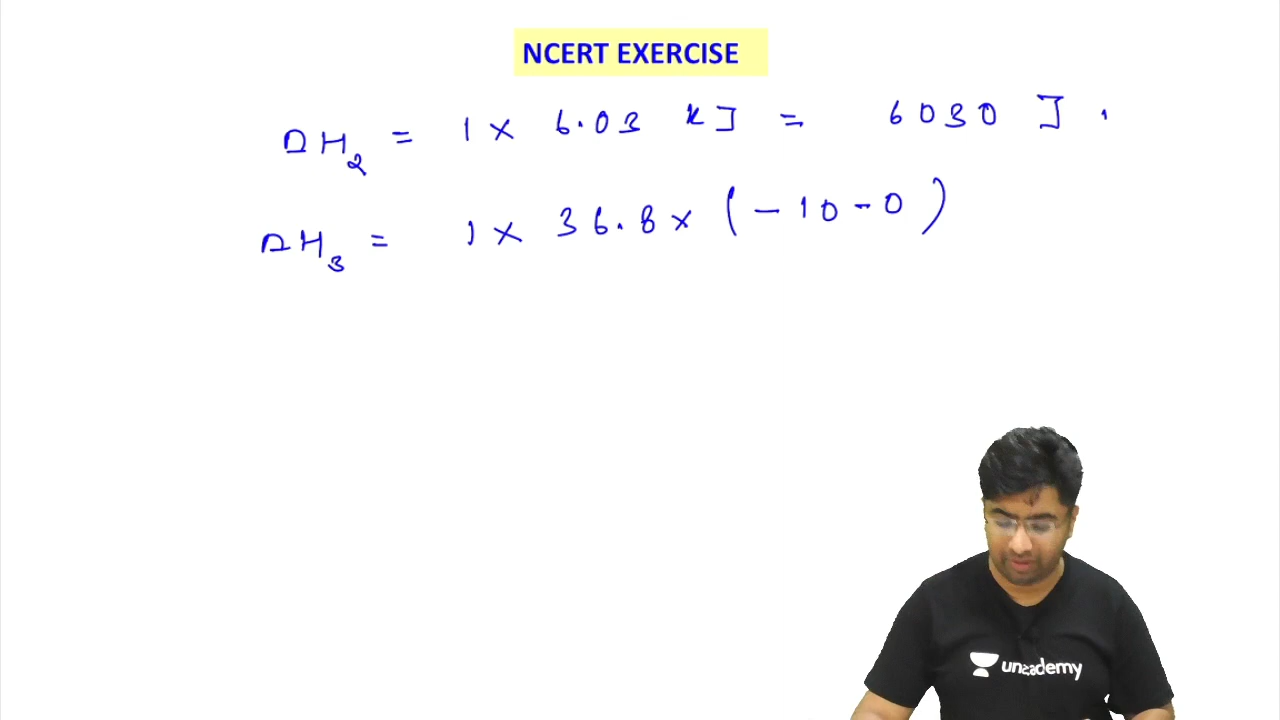 NCERT EXERCISE
ΔH₂ = 1 × 6.03 KJ = 6030 J .
ΔH₃ = 1 × 36.8 × (-10-0)
unacademy